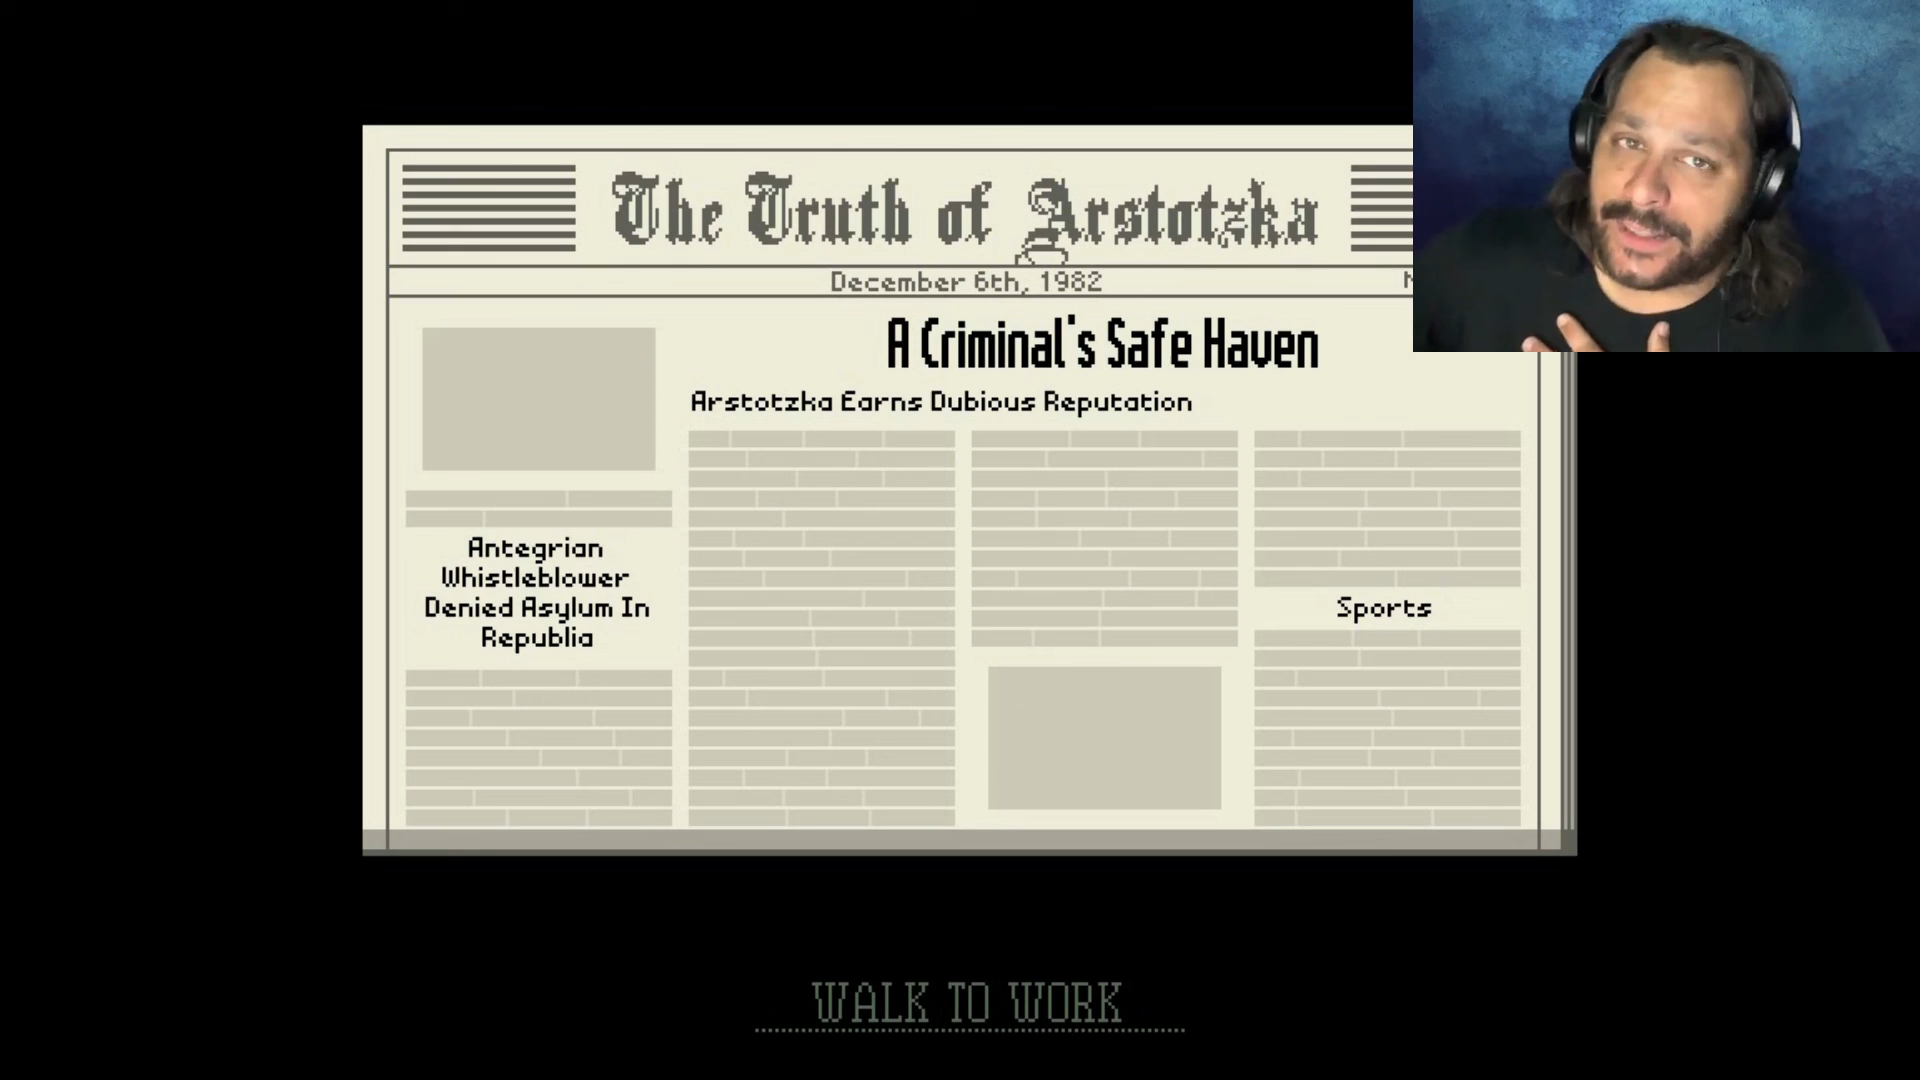 The Truth of Arstotzka
December 6th, 1982
A Criminal's Safe Haven
Arstotzka Earns Dubious Reputation
Antegrian
Whistleblower
Denied Asylum In
Republia
Sports
WALK TO WORK